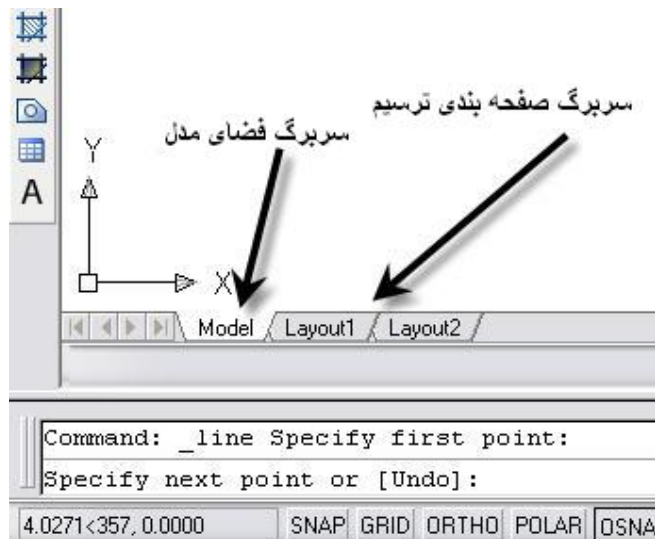 سربرگ صفحه بندی ترسیم
سربرگ فضای مدل
Y
A
X
Model Layout1 Layout2
Command: _line Specify first point:
Specify next point or [Undo]:
4.0271<357, 0.0000 SNAP GRID ORTHO POLAR OSNA